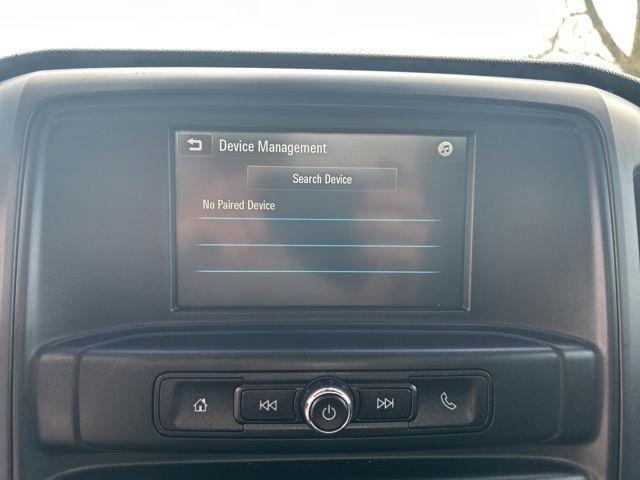 Device Management
Search Device
No Paired Device